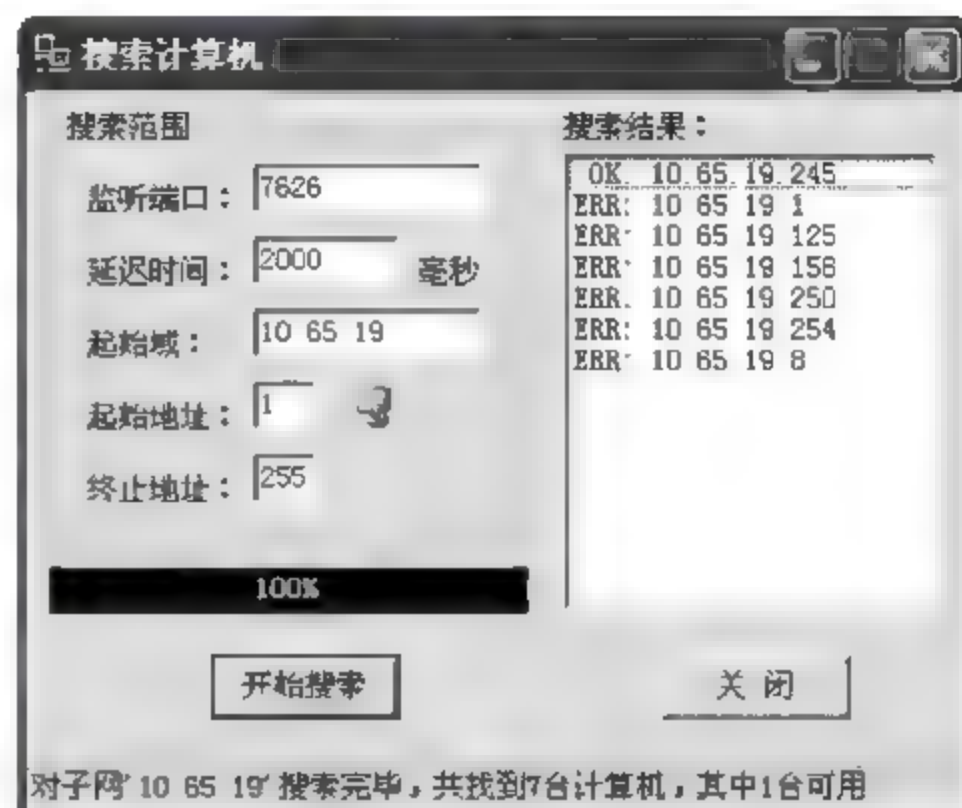 搜索计算机
搜索范围
监听端口：7626
延迟时间：2000 毫秒
起始域：10 65 19
起始地址：1
终止地址：255
100%
开始搜索
搜索结果：
OK. 10.65.19.245
ERR: 10 65 19 1
ERR: 10 65 19 125
ERR: 10 65 19 158
ERR: 10 65 19 250
ERR: 10 65 19 254
ERR: 10 65 19 8
关闭
对子网' 10 65 19' 搜索完毕，共找到7台计算机，其中1台可用